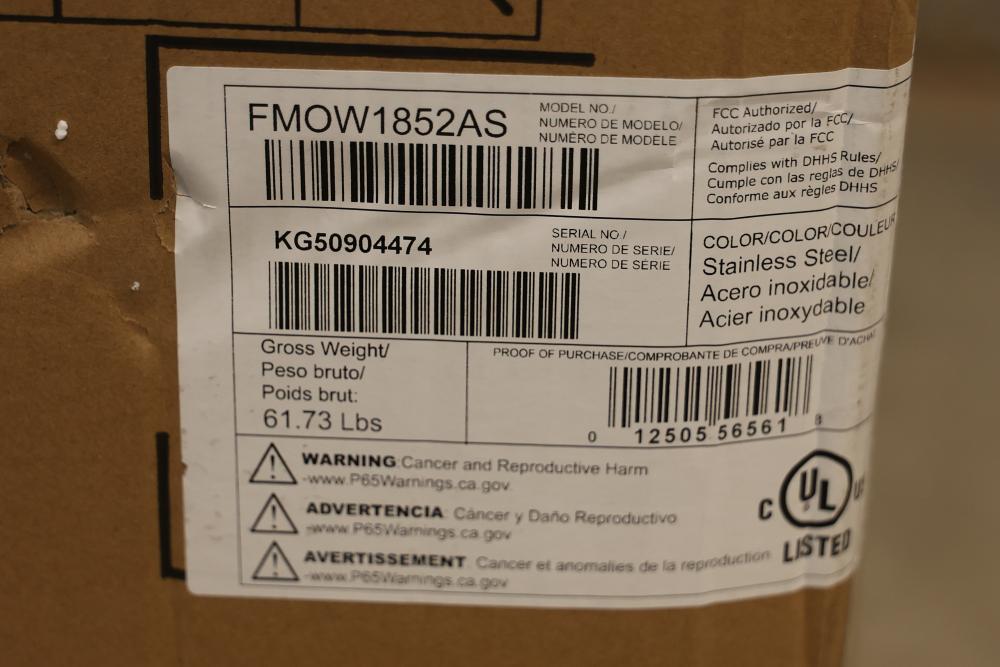 FMOW1852AS
MODEL NO./
NUMERO DE MODELO/
NUMÉRO DE MODÈLE
FCC Authorized/
Autorizado por la FCC/
Autorisé par la FCC
Complies with DHHS Rules/
Cumple con las reglas de DHHS/
Conforme aux règles DHHS
KG50904474
SERIAL NO./
NUMERO DE SERIE/
NUMÉRO DE SÉRIE
COLOR/COLOR/COULEUR
Stainless Steel/
Acero inoxidable/
Acier inoxydable
Gross Weight/
Peso bruto/
Poids brut:
61.73 Lbs
PROOF OF PURCHASE/COMPROBANTE DE COMPRA/PREUVE D'ACHAT
0 12505 56561 8
WARNING:Cancer and Reproductive Harm
-www.P65Warnings.ca.gov.
ADVERTENCIA: Cáncer y Daño Reproductivo
-www.P65Warnings.ca.gov
AVERTISSEMENT: Cancer et anomalies de la reproduction
-www.P65Warnings.ca.gov
C UL US
LISTED